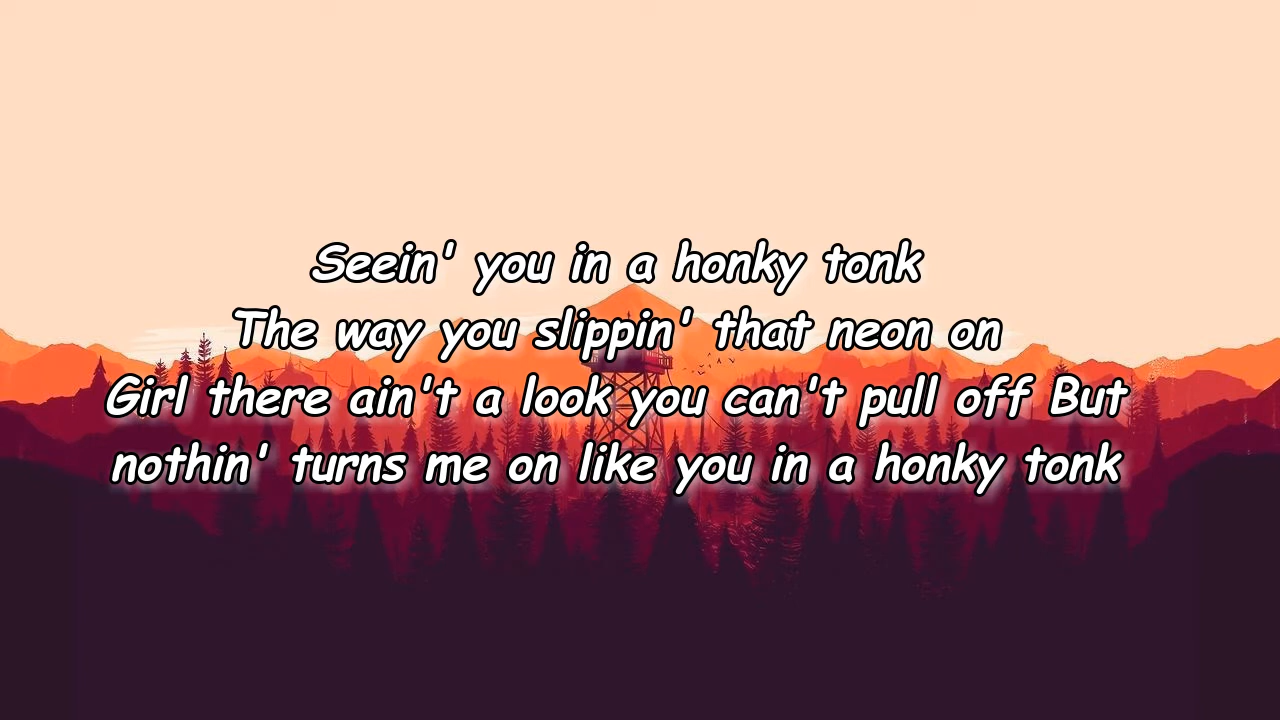 Seein' you in a honky tonk
The way you slippin' that neon on
Girl there ain't a look you can't pull off But
nothin' turns me on like you in a honky tonk